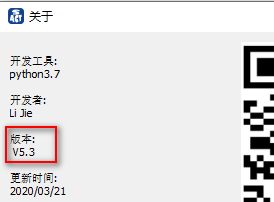 关于
开发工具:
python3.7
开发者:
Li Jie
版本:
V5.3
更新时间:
2020/03/21